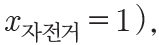 x자전거 = 1),